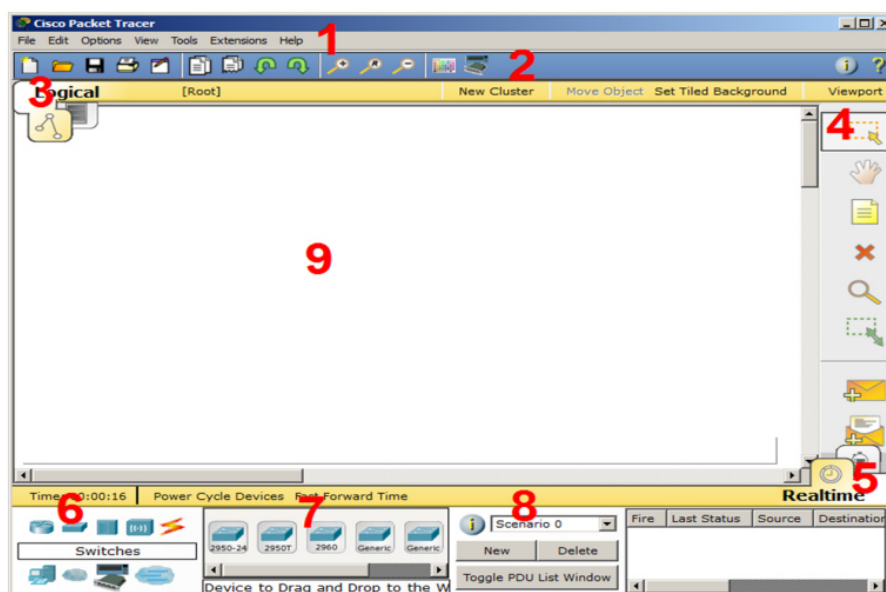 Cisco Packet Tracer
File Edit Options View Tools Extensions Help
1
2
3
Logical [Root] New Cluster Move Object Set Tiled Background Viewport
4
9
5
Time: 0:00:16 Power Cycle Devices Fast Forward Time Realtime
6
7
8
Scenario 0
Fire Last Status Source Destination
Switches
2950-24 2950T 2960 Generic Generic
New Delete
Toggle PDU List Window
Device to Drag and Drop to the W